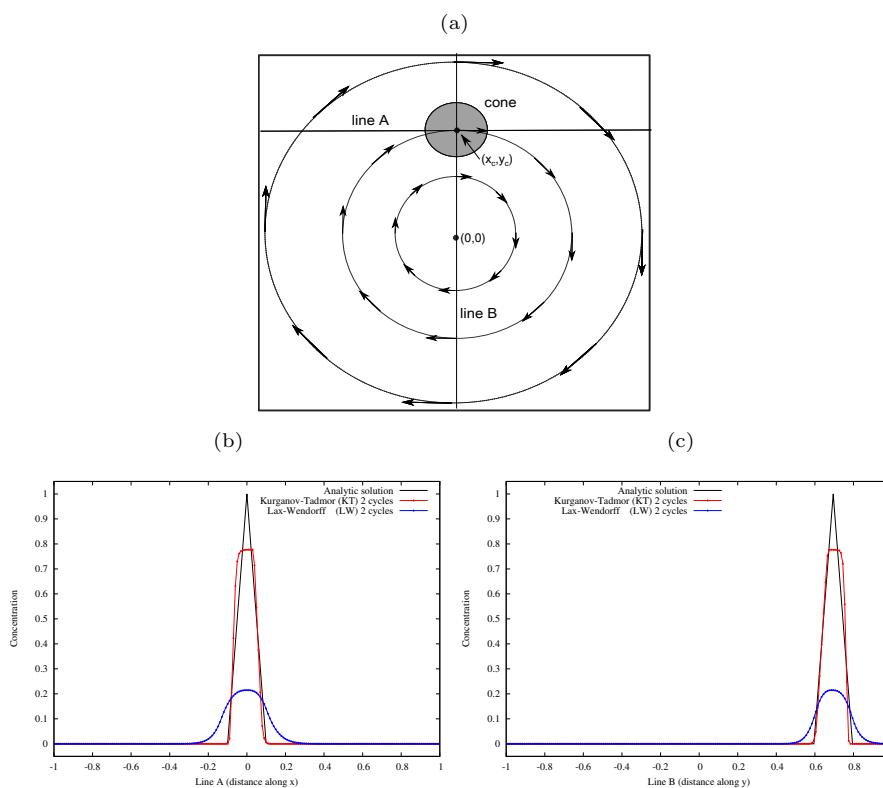 (a)
cone
line A
(x_c,y_c)
(0,0)
line B
(b)
(c)
Analytic solution
Kurganov-Tadmor (KT) 2 cycles
Lax-Wendorff (LW) 2 cycles
1
0.9
0.8
0.7
0.6
0.5
0.4
0.3
0.2
0.1
0
Concentration
-1 -0.8 -0.6 -0.4 -0.2 0 0.2 0.4 0.6 0.8 1
Line A (distance along x)
Analytic solution
Kurganov-Tadmor (KT) 2 cycles
Lax-Wendorff (LW) 2 cycles
1
0.9
0.8
0.7
0.6
0.5
0.4
0.3
0.2
0.1
0
Concentration
-1 -0.8 -0.6 -0.4 -0.2 0 0.2 0.4 0.6 0.8
Line B (distance along y)